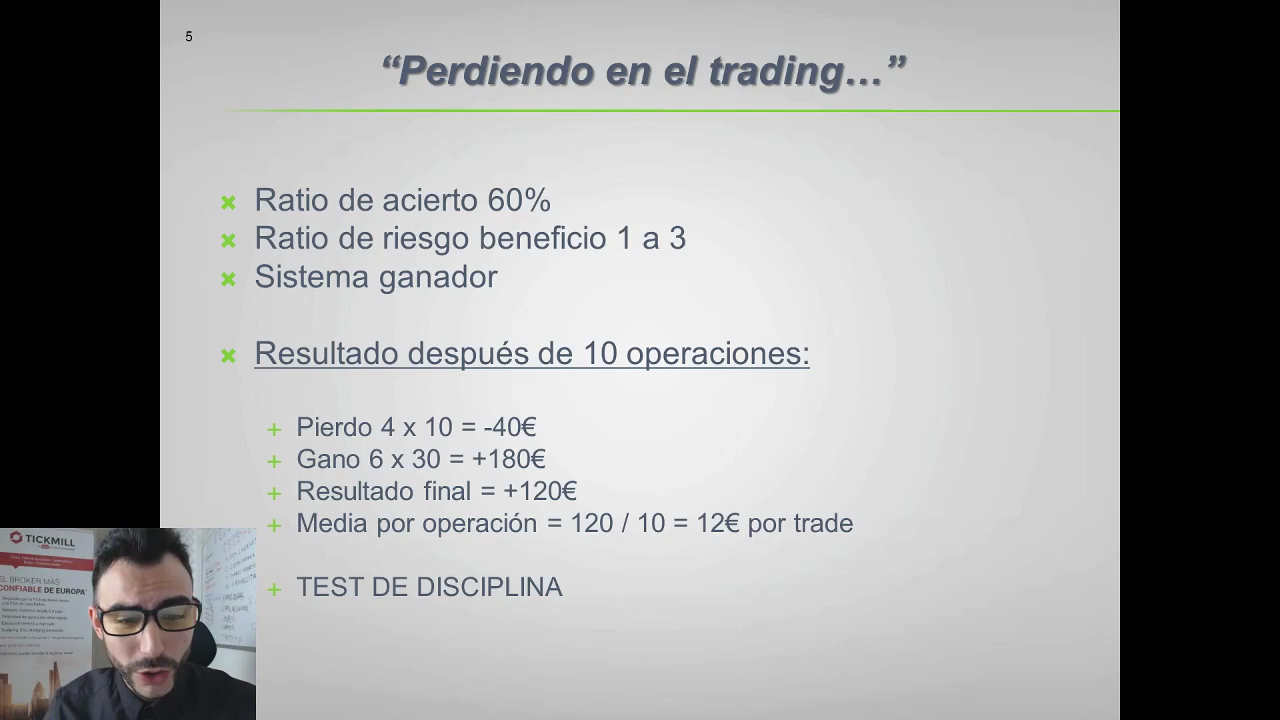 5
“Perdiendo en el trading…”
Ratio de acierto 60%
Ratio de riesgo beneficio 1 a 3
Sistema ganador
Resultado después de 10 operaciones:
Pierdo 4 x 10 = -40€
Gano 6 x 30 = +180€
Resultado final = +120€
Media por operación = 120 / 10 = 12€ por trade
TEST DE DISCIPLINA
TICKMILL
EL BROKER MÁS
CONFIABLE DE EUROPA